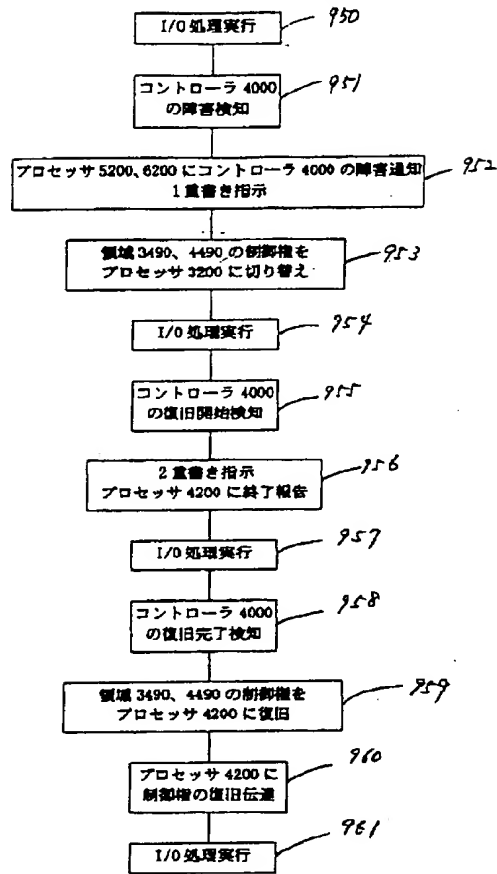 I/O 処理実行
950
コントローラ 4000
の障害検知
951
プロセッサ 5200、6200 にコントローラ 4000 の障害通知
1重書き指示
952
領域 3490、4490 の制御権を
プロセッサ 3200 に切り替え
953
I/O 処理実行
954
コントローラ 4000
の復旧開始検知
955
2重書き指示
プロセッサ 4200 に終了報告
956
I/O 処理実行
957
コントローラ 4000
の復旧完了検知
958
領域 3490、4490 の制御権を
プロセッサ 4200 に復旧
959
プロセッサ 4200 に
制御権の復旧伝達
960
I/O 処理実行
961